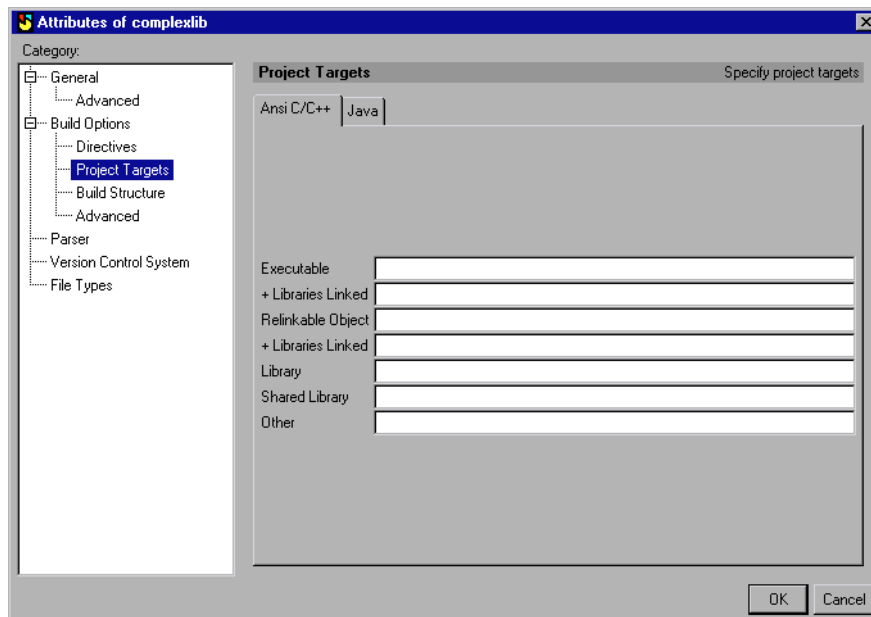 Attributes of complexlib
Category:
General
Advanced
Build Options
Directives
Project Targets
Build Structure
Advanced
Parser
Version Control System
File Types
Project Targets Specify project targets
Ansi C/C++ Java
Executable
+ Libraries Linked
Relinkable Object
+ Libraries Linked
Library
Shared Library
Other
OK Cancel